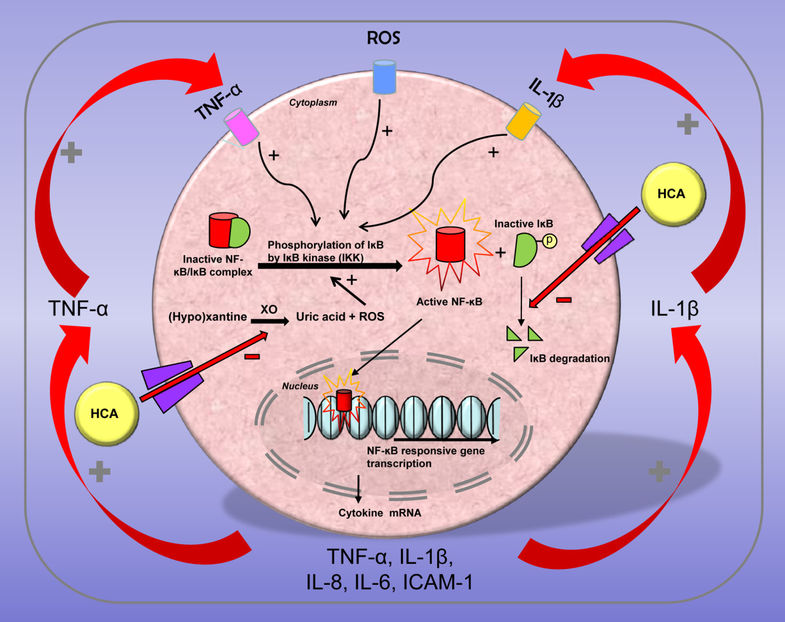 ROS
TNF-α
Cytoplasm
IL-1β
+
+
+
+
+
HCA
Inactive NF-
κB/IκB complex
Phosphorylation of IκB
by IκB kinase (IKK)
+
Inactive IκB
P
Active NF-κB
+
TNF-α
(Hypo)xantine
XO
Uric acid + ROS
IL-1β
IκB degradation
HCA
Nucleus
NF-κB responsive gene
transcription
+
+
Cytokine mRNA
TNF-α, IL-1β,
IL-8, IL-6, ICAM-1